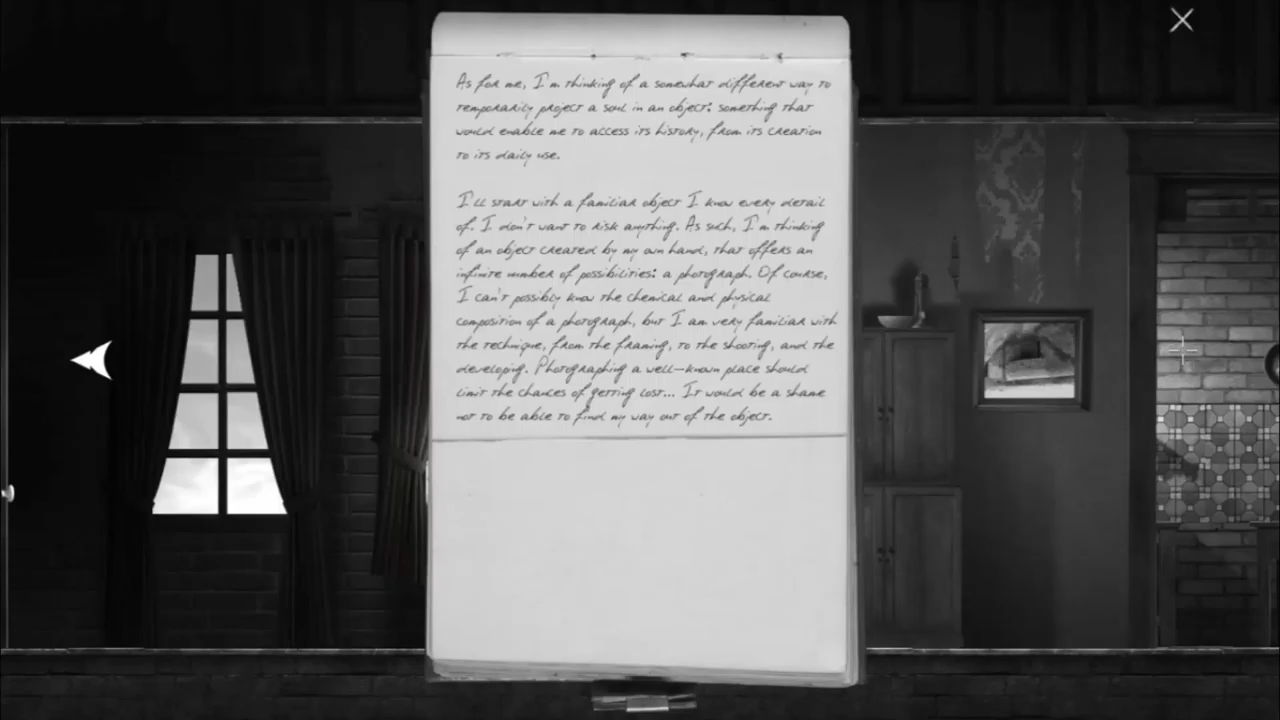 As for me, I'm thinking of a somewhat different way to
temporarily project a soul in an object: something that
would enable me to access its history, from its creation
to its daily use.
I'll start with a familiar object I know every detail
of. I don't want to risk anything. As such, I'm thinking
of an object created by my own hand, that offers an
infinite number of possibilities: a photograph. Of course,
I can't possibly know the chemical and physical
composition of a photograph, but I am very familiar with
the technique, from the framing, to the shooting, and the
developing. Photographing a well-known place should
limit the chances of getting lost... It would be a shame
not to be able to find my way out of the object.